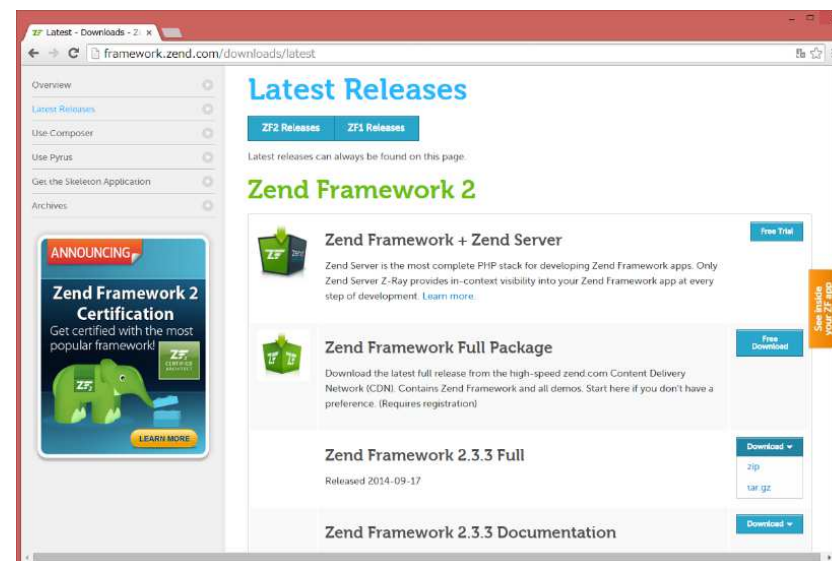 ZF Latest - Downloads - Z
framework.zend.com/downloads/latest
Overview
Latest Releases
Use Composer
Use Pyrus
Get the Skeleton Application
Archives
ANNOUNCING
Zend Framework 2
Certification
Get certified with the most
popular framework!
ZF
CERTIFIED
ARCHITECT
ZF
LEARN MORE
Latest Releases
ZF2 Releases
ZF1 Releases
Latest releases can always be found on this page.
Zend Framework 2
ZF
Zend Framework + Zend Server
Free Trial
Zend Server is the most complete PHP stack for developing Zend Framework apps. Only
Zend Server Z-Ray provides in-context visibility into your Zend Framework app at every
step of development. Learn more.
See inside
your ZF app
ZF ZF
Zend Framework Full Package
Free
Download
Download the latest full release from the high-speed zend.com Content Delivery
Network (CDN). Contains Zend Framework and all demos. Start here if you don't have a
preference. (Requires registration)
Zend Framework 2.3.3 Full
Download
Released 2014-09-17
zip
tar.gz
Zend Framework 2.3.3 Documentation
Download